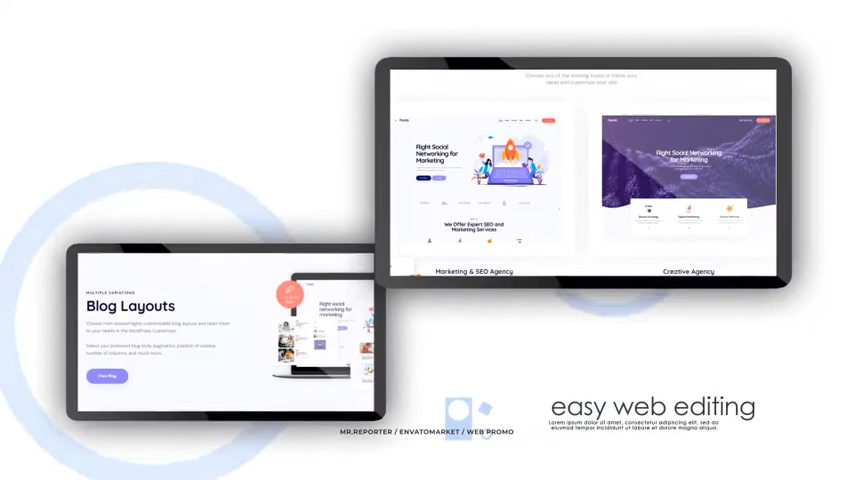 Choose one of the existing styles or follow your
ideas and customize your site.
Right Social
Networking for
Marketing
We Offer Expert SEO and
Marketing Services
Right Social Networking
for Marketing
Marketing & SEO Agency
Creative Agency
MULTIPLE VARIATIONS
Blog Layouts
Choose from several highly customizable blog layouts and tailor them
to your needs in the WordPress Customizer.
Select your preferred blog style, pagination, position of sidebar,
number of columns, and much more.
View Blog
Right social
networking for
marketing
easy web editing
Lorem ipsum dolor sit amet, consectetur adipiscing elit, sed do
eiusmod tempor incididunt ut labore et dolore magna aliqua.
MR.REPORTER / ENVATOMARKET / WEB PROMO